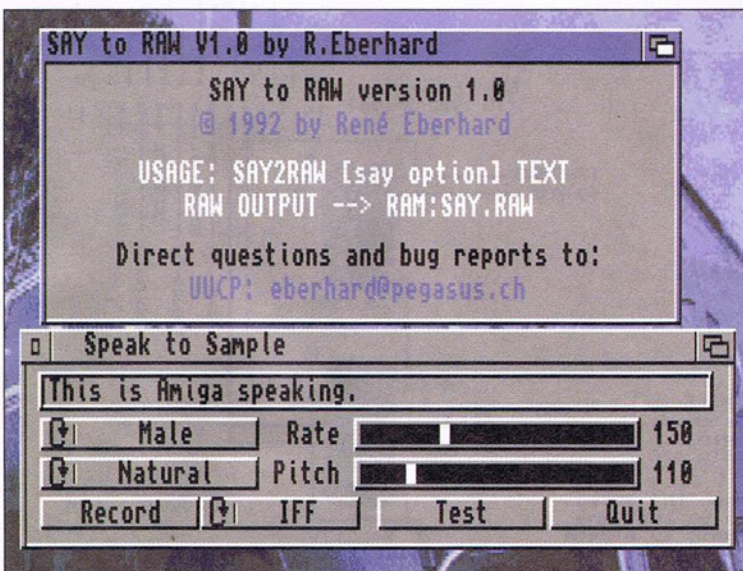 SAY to RAW V1.0 by R.Eberhard
SAY to RAW version 1.0
© 1992 by René Eberhard
USAGE: SAY2RAW [say option] TEXT
RAW OUTPUT --> RAM:SAY.RAW
Direct questions and bug reports to:
UUCP: eberhard@pegasus.ch
Speak to Sample
This is Amiga speaking.
Male Rate 150
Natural Pitch 110
Record IFF Test Quit